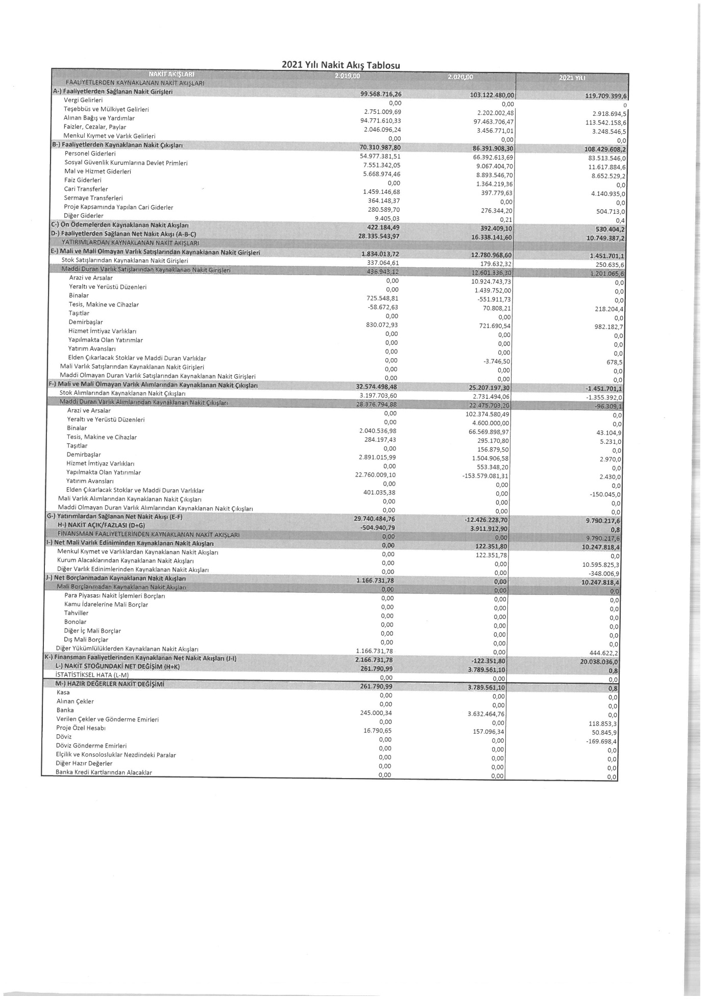 2021 Yılı Nakit Akış Tablosu
NAKİT AKIŞLARI 2.019,00 2.020,00 2021 YILI
FAALİYETLERDEN KAYNAKLANAN NAKİT AKIŞLARI
A-) Faaliyetlerden Sağlanan Nakit Girişleri 99.568.716,26 103.122.480,00 119.709.399,6
Vergi Gelirleri 0,00 0,00 0
Teşebbüs ve Mülkiyet Gelirleri 2.751.009,69 2.202.002,48 2.918.694,5
Alınan Bağış ve Yardımlar 94.771.610,33 97.463.706,47 113.542.158,6
Faizler, Cezalar, Paylar 2.046.096,24 3.456.771,01 3.248.546,5
Menkul Kıymet ve Varlık Gelirleri 0,00 0,00 0,0
B-) Faaliyetlerden Kaynaklanan Nakit Çıkışları 70.310.987,80 86.391.908,30 108.429.608,2
Personel Giderleri 54.977.381,51 66.392.613,69 83.513.546,0
Sosyal Güvenlik Kurumlarına Devlet Primleri 7.551.342,05 9.067.404,70 11.617.884,6
Mal ve Hizmet Giderleri 5.668.974,46 8.893.546,70 8.652.529,2
Faiz Giderleri 0,00 1.364.219,36 0,0
Cari Transferler 1.459.146,68 397.779,63 4.140.935,0
Sermaye Transferleri 364.148,37 0,00 0,0
Proje Kapsamında Yapılan Cari Giderler 280.589,70 276.344,20 504.713,0
Diğer Giderler 9.405,03 0,21 0,4
C-) Ön Ödemelerden Kaynaklanan Nakit Akışları 422.184,49 392.409,10 530.404,2
D-) Faaliyetlerden Sağlanan Net Nakit Akışı (A-B-C) 28.335.543,97 16.338.141,60 10.749.387,2
YATIRIMLARDAN KAYNAKLANAN NAKİT AKIŞLARI
E-) Mali ve Mali Olmayan Varlık Satışlarından Kaynaklanan Nakit Girişleri 1.834.013,72 12.780.968,60 1.451.701,1
Stok Satışlarından Kaynaklanan Nakit Girişleri 337.064,61 179.632,32 250.635,6
Maddi Duran Varlık Satışlarından Kaynaklanan Nakit Girişleri 436.943,12 12.601.336,30 1.201.065,6
Arazi ve Arsalar 0,00 10.924.743,73 0,0
Yeraltı ve Yerüstü Düzenleri 0,00 1.439.752,00 0,0
Binalar 725.548,81 -551.911,73 0,0
Tesis, Makine ve Cihazlar -58.672,63 70.808,21 218.204,4
Taşıtlar 0,00 0,00 0,0
Demirbaşlar 830.072,93 721.690,54 982.182,7
Hizmet İmtiyaz Varlıkları 0,00 0,00 0,0
Yapılmakta Olan Yatırımlar 0,00 0,00 0,0
Yatırım Avansları 0,00 0,00 0,0
Elden Çıkarlacak Stoklar ve Maddi Duran Varlıklar 0,00 -3.746,50 678,5
Mali Varlık Satışlarından Kaynaklanan Nakit Girişleri 0,00 0,00 0,0
Maddi Olmayan Duran Varlık Satışlarından Kaynaklanan Nakit Girişleri 0,00 0,00 0,0
F-) Mali ve Mali Olmayan Varlık Alımlarından Kaynaklanan Nakit Çıkışları 32.574.498,48 25.207.197,30 -1.451.701,1
Stok Alımlarından Kaynaklanan Nakit Çıkışları 3.197.703,60 2.731.494,06 -1.355.392,0
Maddi Duran Varlık Alımlarından Kaynaklanan Nakit Çıkışları 28.376.794,88 22.475.703,20 -96.309,1
Arazi ve Arsalar 0,00 102.374.580,49 0,0
Yeraltı ve Yerüstü Düzenleri 0,00 4.600.000,00 0,0
Binalar 2.040.536,98 66.569.898,97 43.104,9
Tesis, Makine ve Cihazlar 284.197,43 295.170,80 5.231,0
Taşıtlar 0,00 156.879,50 0,0
Demirbaşlar 2.891.015,99 1.504.906,58 2.970,0
Hizmet İmtiyaz Varlıkları 0,00 553.348,20 0,0
Yapılmakta Olan Yatırımlar 22.760.009,10 -153.579.081,31 2.430,0
Yatırım Avansları 0,00 0,00 0,0
Elden Çıkarlacak Stoklar ve Maddi Duran Varlıklar 401.035,38 0,00 -150.045,0
Mali Varlık Alımlarından Kaynaklanan Nakit Çıkışları 0,00 0,00 0,0
Maddi Olmayan Duran Varlık Alımlarından Kaynaklanan Nakit Çıkışları 0,00 0,00 0,0
G-) Yatırımlardan Sağlanan Net Nakit Akışı (E-F) 29.740.484,76 -12.426.228,70 9.790.217,6
H-) NAKİT AÇIK/FAZLASI (D+G) -504.940,79 3.911.912,90 0,8
FİNANSMAN FAALİYETLERİNDEN KAYNAKLANAN NAKİT AKIŞLARI 0,00 0,00 9.790.217,6
I-) Net Mali Varlık Ediniminden Kaynaklanan Nakit Akışları 0,00 122.351,80 10.247.818,4
Menkul Kıymet ve Varlıklardan Kaynaklanan Nakit Akışları 0,00 122.351,78 0,0
Kurum Alacaklarından Kaynaklanan Nakit Akışları 0,00 0,00 10.595.825,3
Diğer Varlık Edinimlerinden Kaynaklanan Nakit Akışları 0,00 0,00 -348.006,9
J-) Net Borçlanmadan Kaynaklanan Nakit Akışları 1.166.731,78 0,00 10.247.818,4
Mali Borçlanmadan Kaynaklanan Nakit Akışları 0,00 0,00 0,0
Para Piyasası Nakit İşlemleri Borçları 0,00 0,00 0,0
Kamu İdarelerine Mali Borçlar 0,00 0,00 0,0
Tahviller 0,00 0,00 0,0
Bonolar 0,00 0,00 0,0
Diğer İç Mali Borçlar 0,00 0,00 0,0
Dış Mali Borçlar 0,00 0,00 0,0
Diğer Yükümlülüklerden Kaynaklanan Nakit Akışları 1.166.731,78 0,00 444.622,2
K-) Finansman Faaliyetlerinden Kaynaklanan Net Nakit Akışları (J-I) 2.166.731,78 -122.351,80 20.038.036,0
L-) NAKİT STOĞUNDAKİ NET DEĞİŞİM (H+K) 261.790,99 3.789.561,10 0,8
İSTATİSTİKSEL HATA (L-M) 0,00 0,00 0,0
M-) HAZIR DEĞERLER NAKİT DEĞİŞİMİ 261.790,99 3.789.561,10 0,8
Kasa 0,00 0,00 0,0
Alınan Çekler 0,00 0,00 0,0
Banka 245.000,34 3.632.464,76 0,0
Verilen Çekler ve Gönderme Emirleri 0,00 0,00 118.853,3
Proje Özel Hesabı 16.790,65 157.096,34 50.845,9
Döviz 0,00 0,00 -169.698,4
Döviz Gönderme Emirleri 0,00 0,00 0,0
Elçilik ve Konsolosluklar Nezdindeki Paralar 0,00 0,00 0,0
Diğer Hazır Değerler 0,00 0,00 0,0
Banka Kredi Kartlarından Alacaklar 0,00 0,00 0,0